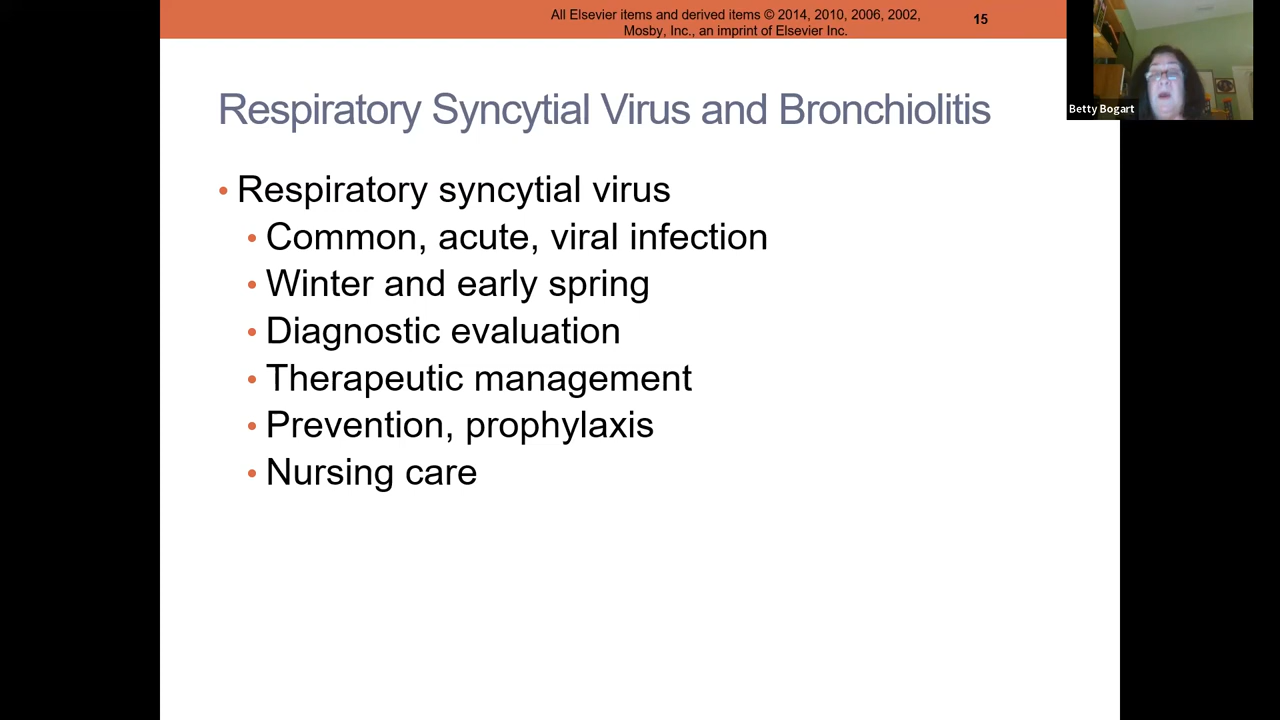 All Elsevier items and derived items © 2014, 2010, 2006, 2002,
Mosby, Inc., an imprint of Elsevier Inc.
15
Betty Bogart
Respiratory Syncytial Virus and Bronchiolitis
• Respiratory syncytial virus
• Common, acute, viral infection
• Winter and early spring
• Diagnostic evaluation
• Therapeutic management
• Prevention, prophylaxis
• Nursing care